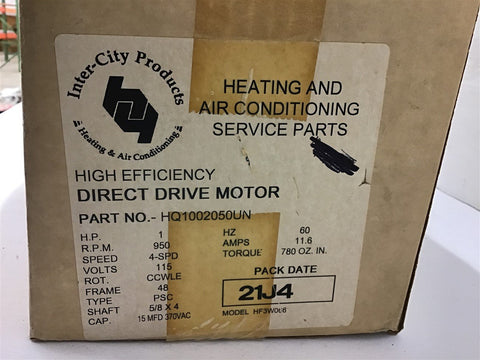 Inter-City Products
Heating & Air Conditioning
HEATING AND
AIR CONDITIONING
SERVICE PARTS
HIGH EFFICIENCY
DIRECT DRIVE MOTOR
PART NO.- HQ1002050UN
H.P. 1 HZ 60
R.P.M. 950 AMPS 11.6
SPEED 4-SPD TORQUE 780 OZ. IN.
VOLTS 115
ROT. CCWLE PACK DATE
FRAME 48 21J4
TYPE PSC
SHAFT 5/8 X 4 MODEL
CAP. 15 MFD 370VAC